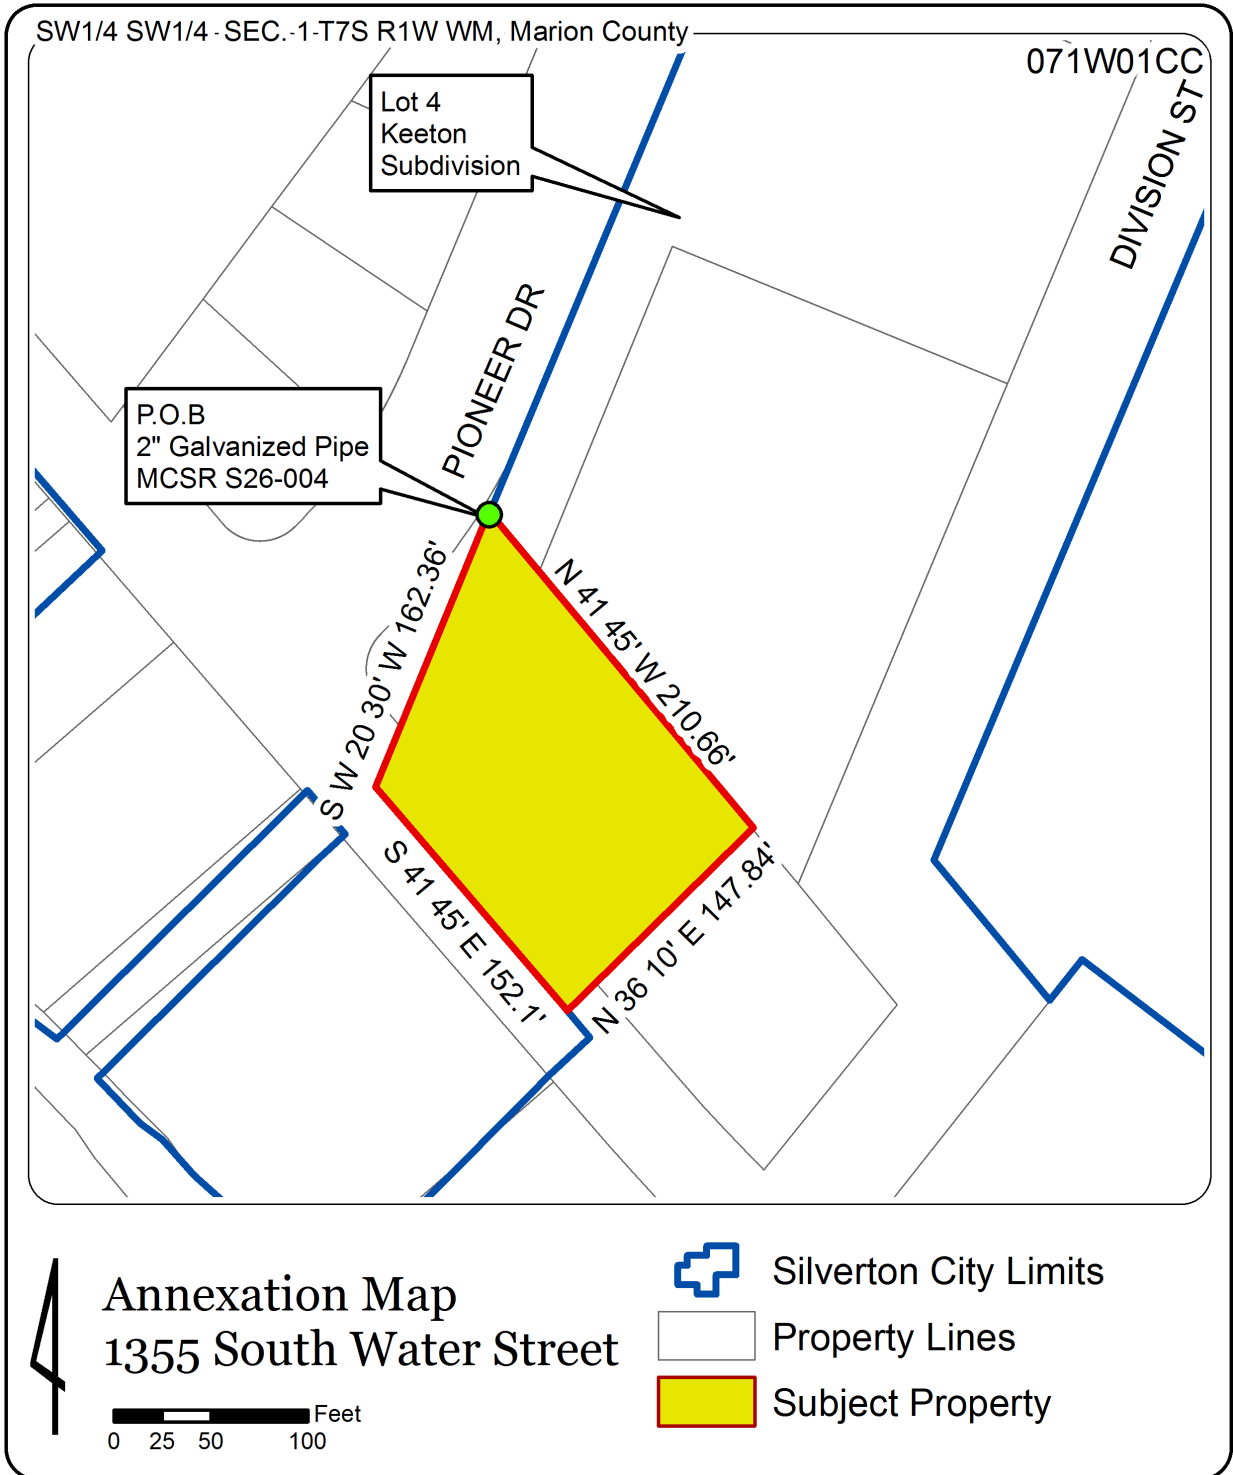 SW1/4 SW1/4 SEC. 1 T7S R1W WM, Marion County
071W01CC
Lot 4
Keeton
Subdivision
DIVISION ST
PIONEER DR
P.O.B
2" Galvanized Pipe
MCSR S26-004
S W 20 30' W 162.36'
N 41 45' W 210.66'
S 41 45' E 152.1'
N 36 10' E 147.84'
Annexation Map
1355 South Water Street
Feet
0 25 50 100
Silverton City Limits
Property Lines
Subject Property